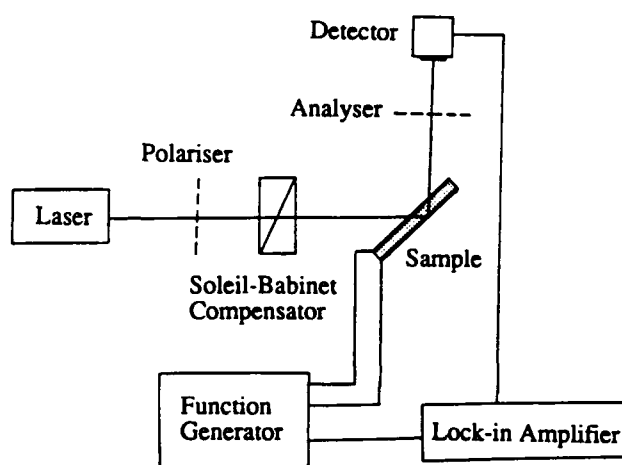 Detector
Analyser
Polariser
Laser
Sample
Soleil-Babinet
Compensator
Function
Generator
Lock-in Amplifier